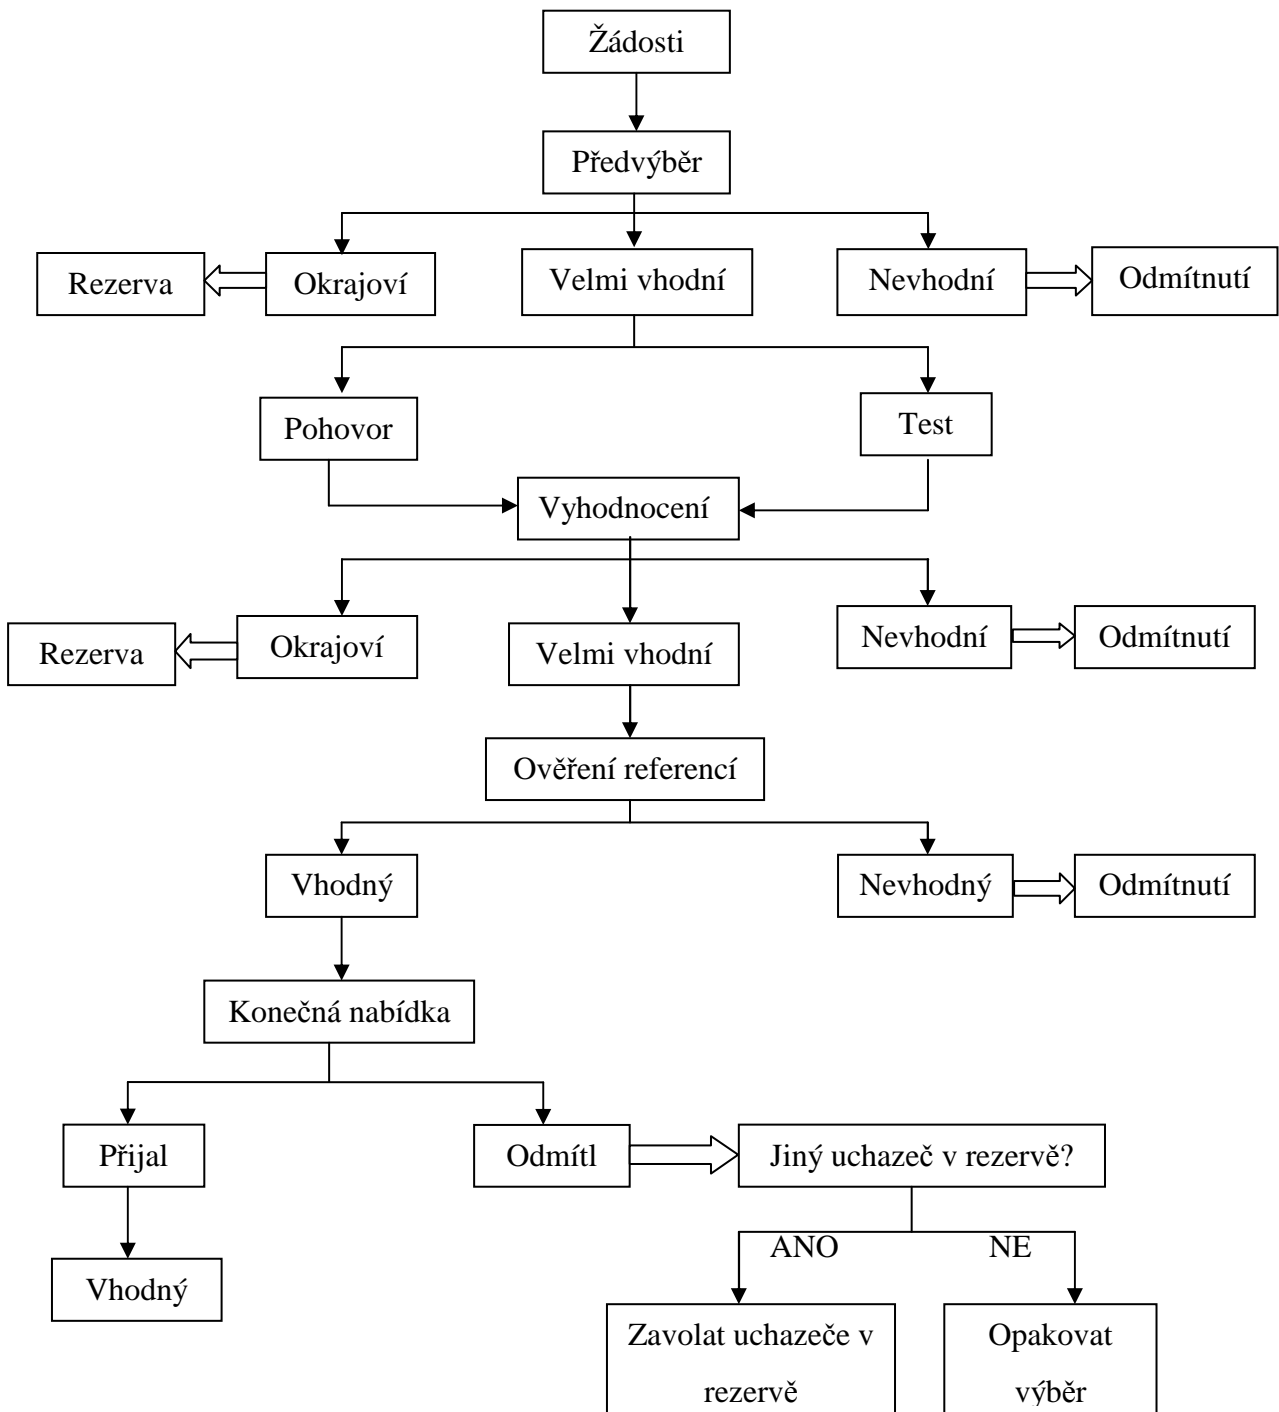 Žádosti
Předvýběr
Rezerva
Okrajoví
Velmi vhodní
Nevhodní
Odmítnutí
Pohovor
Test
Vyhodnocení
Rezerva
Okrajoví
Velmi vhodní
Nevhodní
Odmítnutí
Ověření referencí
Vhodný
Nevhodný
Odmítnutí
Konečná nabídka
Přijal
Odmítl
Jiný uchazeč v rezervě?
ANO
NE
Vhodný
Zavolat uchazeče v
rezervě
Opakovat
výběr